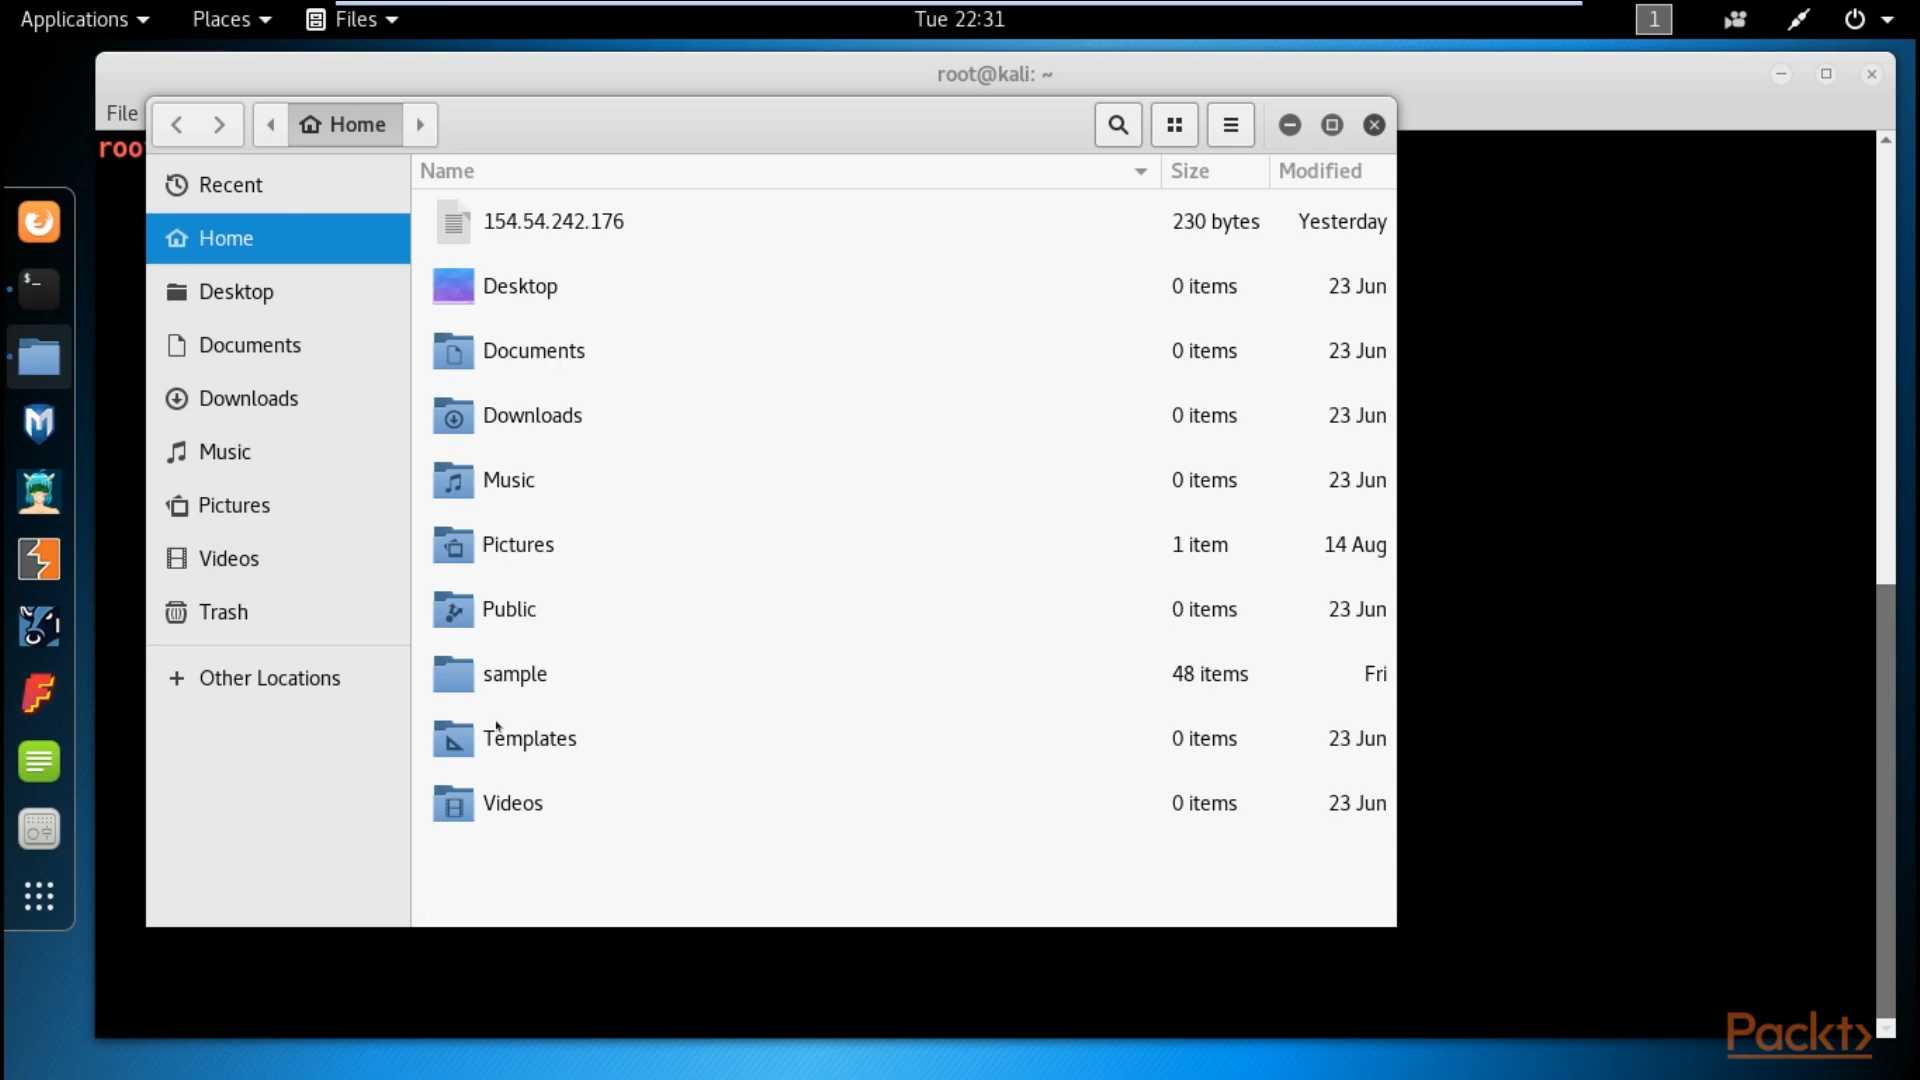 Applications Places Files Tue 22:31 1
root@kali: ~
File
roo
Home
Name Size Modified
Recent
Home
Desktop
Documents
Downloads
Music
Pictures
Videos
Trash
Other Locations
154.54.242.176 230 bytes Yesterday
Desktop 0 items 23 Jun
Documents 0 items 23 Jun
Downloads 0 items 23 Jun
Music 0 items 23 Jun
Pictures 1 item 14 Aug
Public 0 items 23 Jun
sample 48 items Fri
Templates 0 items 23 Jun
Videos 0 items 23 Jun
$_
Packt>